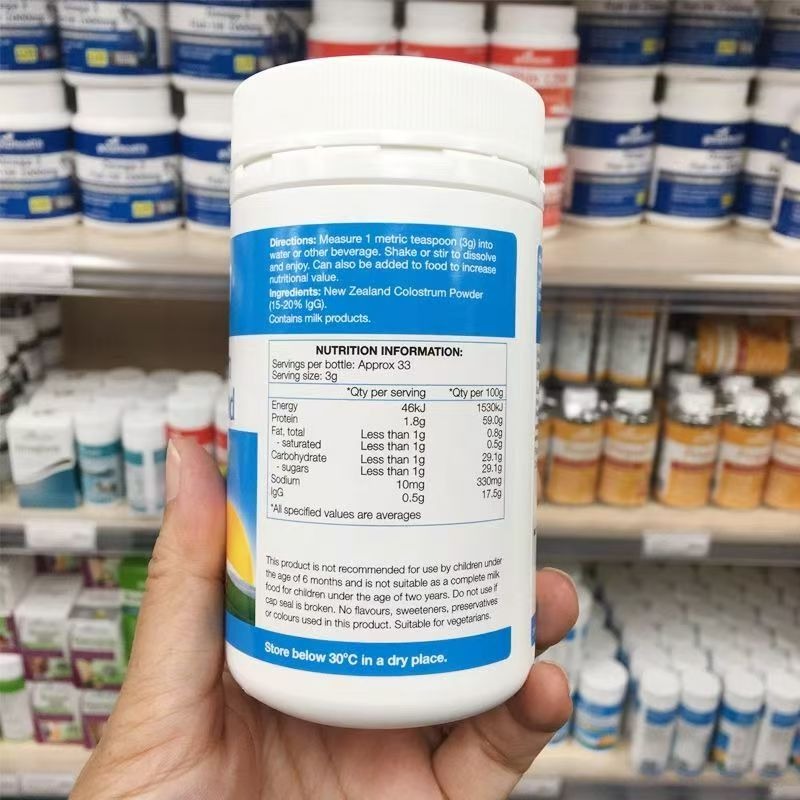 Directions: Measure 1 metric teaspoon (3g) into
water or other beverage. Shake or stir to dissolve
and enjoy. Can also be added to food to increase
nutritional value.
Ingredients: New Zealand Colostrum Powder
(15-20% IgG).
Contains milk products.
NUTRITION INFORMATION:
Servings per bottle: Approx 33
Serving size: 3g
*Qty per serving *Qty per 100g
Energy 46kJ 1530kJ
Protein 1.8g 59.0g
Fat, total Less than 1g 0.8g
- saturated Less than 1g 0.5g
Carbohydrate Less than 1g 29.1g
- sugars Less than 1g 29.1g
Sodium 10mg 330mg
IgG 0.5g 17.5g
*All specified values are averages
This product is not recommended for use by children under
the age of 6 months and is not suitable as a complete milk
food for children under the age of two years. Do not use if
cap seal is broken. No flavours, sweeteners, preservatives
or colours used in this product. Suitable for vegetarians.
Store below 30°C in a dry place.